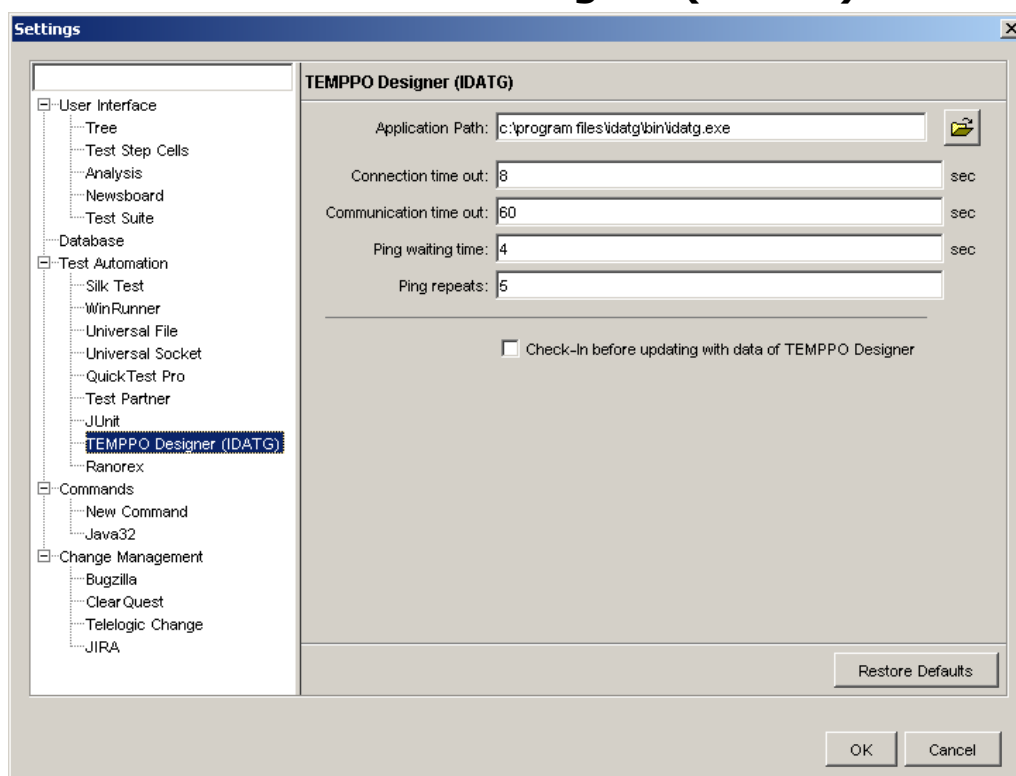 Settings
TEMPPO Designer (IDATG)
User Interface
Tree
Test Step Cells
Analysis
Newsboard
Test Suite
Database
Test Automation
Silk Test
WinRunner
Universal File
Universal Socket
QuickTest Pro
Test Partner
JUnit
TEMPPO Designer (IDATG)
Ranorex
Commands
New Command
Java32
Change Management
Bugzilla
ClearQuest
Telelogic Change
JIRA
Application Path: c:\program files\idatg\bin\idatg.exe
Connection time out: 8 sec
Communication time out: 60 sec
Ping waiting time: 4 sec
Ping repeats: 5
Check-In before updating with data of TEMPPO Designer
Restore Defaults
OK Cancel